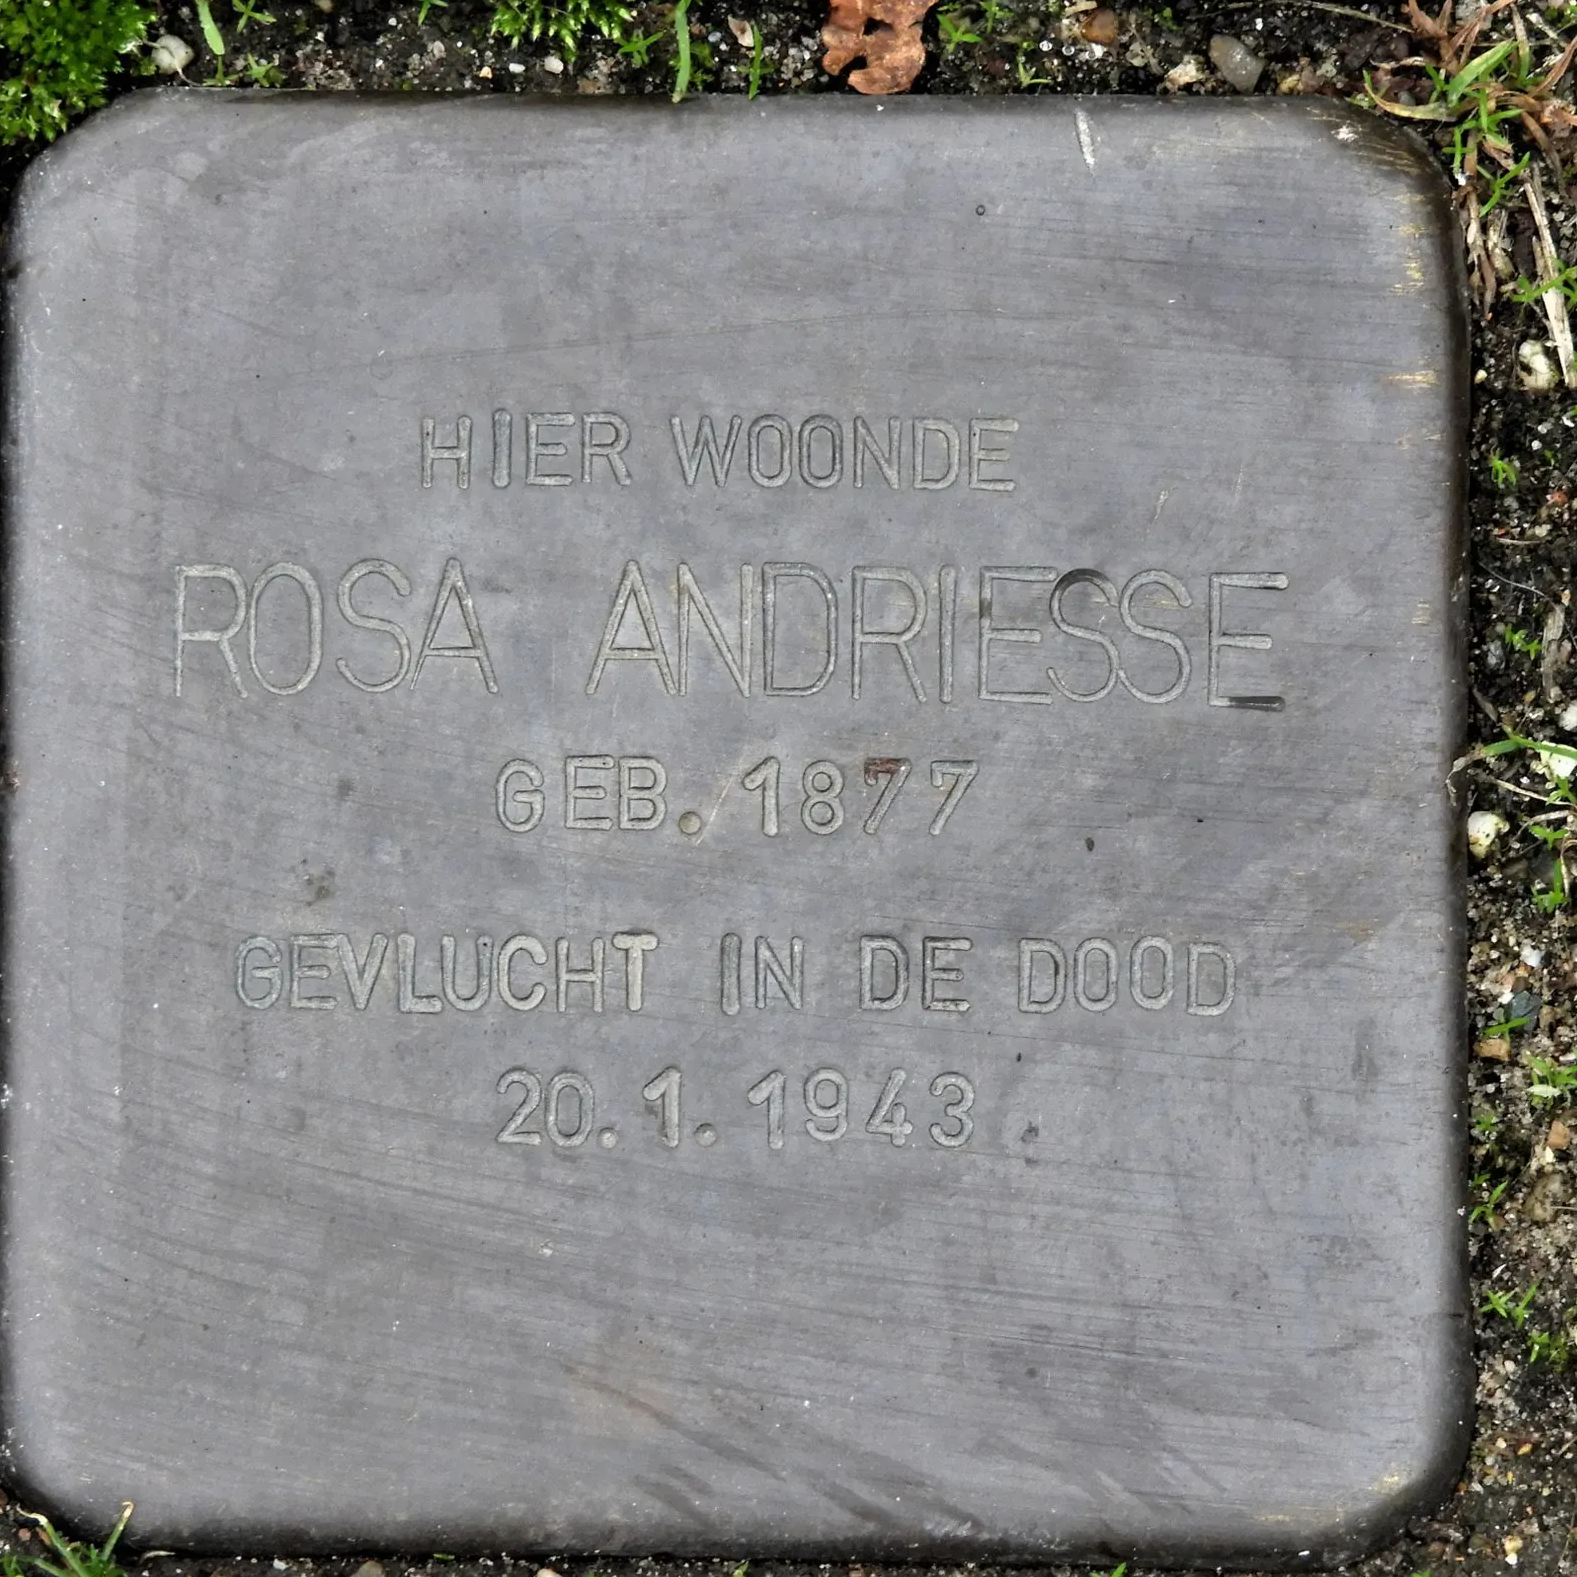 HIER WOONDE
ROSA ANDRIESSE
GEB. 1877
GEVLUCHT IN DE DOOD
20.1.1943